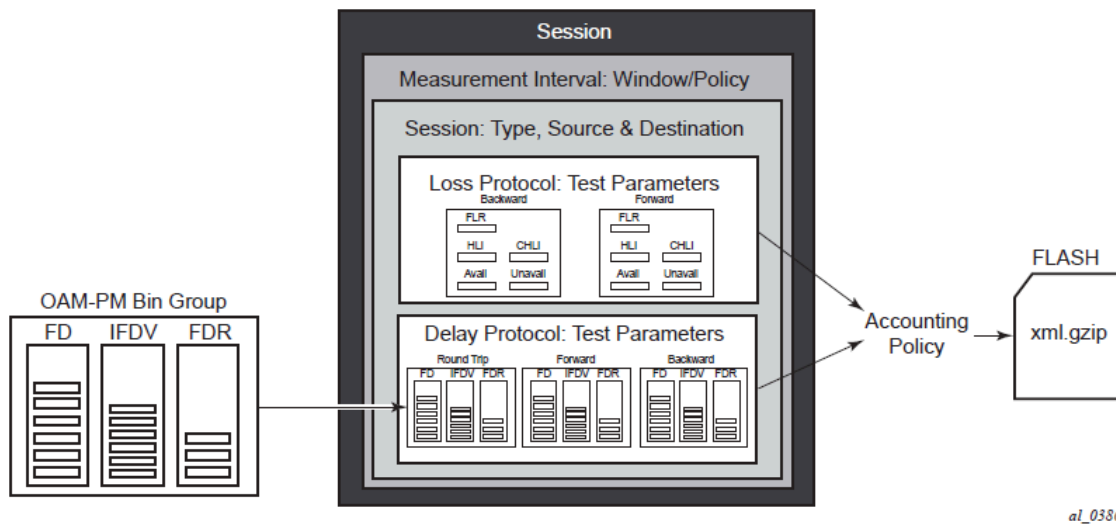 Session
Measurement Interval: Window/Policy
Session: Type, Source & Destination
Loss Protocol: Test Parameters
Backward
FLR
HLI CHLI
Avail Unavail
Forward
FLR
HLI CHLI
Avail Unavail
OAM-PM Bin Group
FD IFDV FDR
Delay Protocol: Test Parameters
Round Trip
FD IFDV FDR
Forward
FD IFDV FDR
Backward
FD IFDV FDR
Accounting
Policy
FLASH
xml.gzip